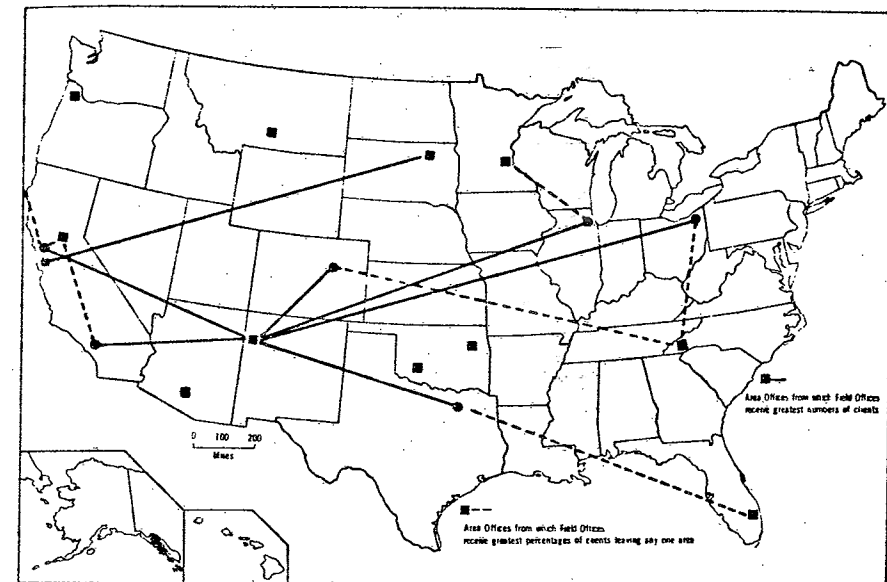 Area Offices from which Field Offices
receive greatest numbers of clients
0 100 200
Miles
Area Offices from which Field Offices
receive greatest percentages of clients leaving any one area